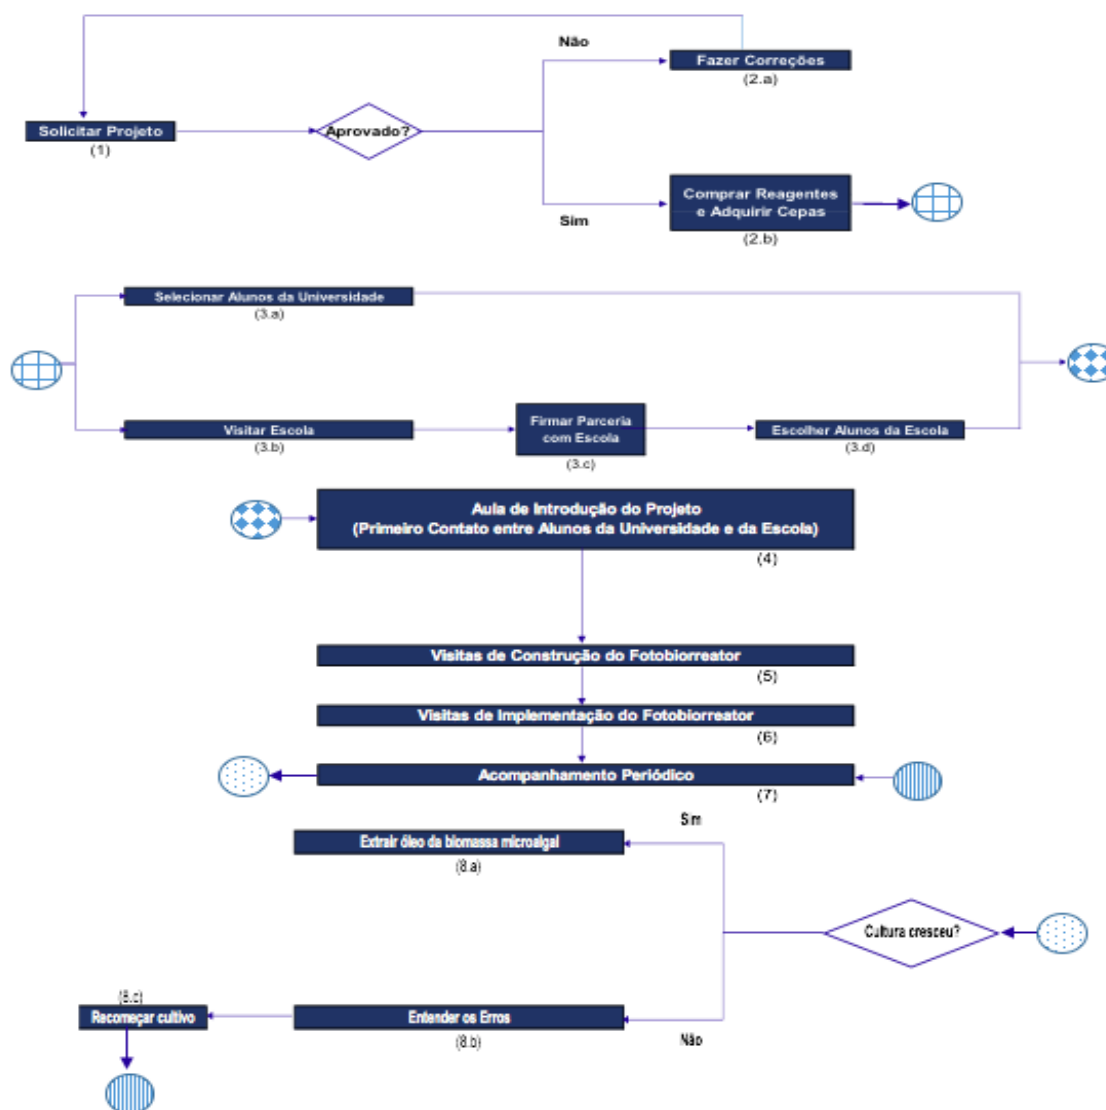 Não
Fazer Correções
(2.a)
Solicitar Projeto
(1)
Aprovado?
Sim
Comprar Reagentes
e Adquirir Cepas
(2.b)
Selecionar Alunos da Universidade
(3.a)
Visitar Escola
(3.b)
Firmar Parceria
com Escola
(3.c)
Escolher Alunos da Escola
(3.d)
Aula de Introdução do Projeto
(Primeiro Contato entre Alunos da Universidade e da Escola)
(4)
Visitas de Construção do Fotobiorreator
(5)
Visitas de Implementação do Fotobiorreator
(6)
Acompanhamento Periódico
(7)
Sim
Extrair óleo da biomassa microalgal
(8.a)
Cultura cresceu?
(8.c)
Recomeçar cultivo
Entender os Erros
(8.b)
Não